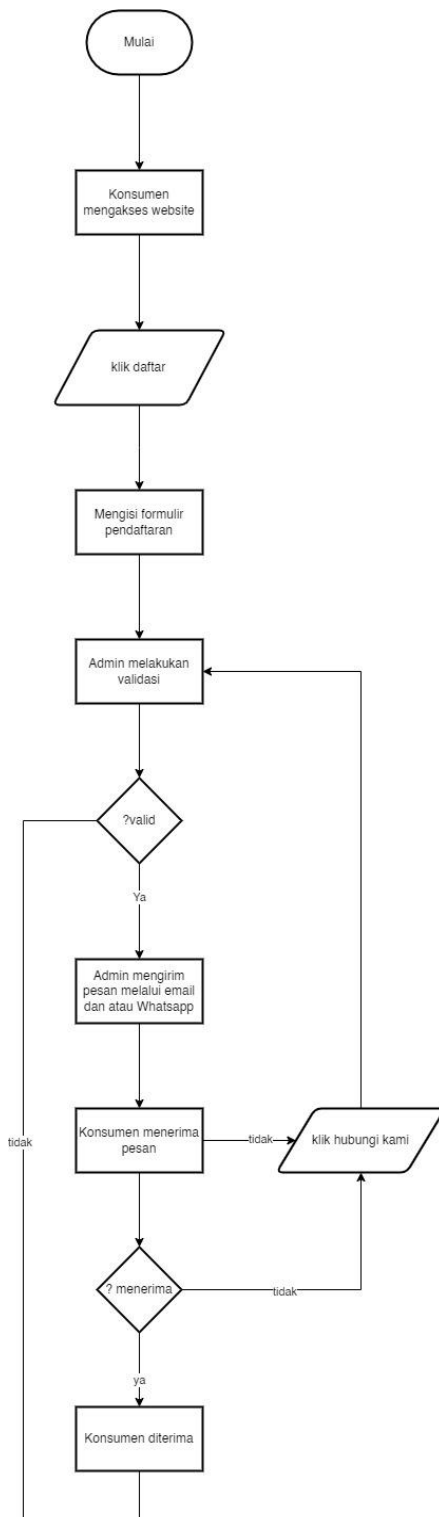 Mulai
Konsumen
mengakses website
klik daftar
Mengisi formulir
pendaftaran
Admin melakukan
validasi
?valid
Ya
Admin mengirim
pesan melalui email
dan atau Whatsapp
Konsumen menerima
pesan
tidak
klik hubungi kami
tidak
? menerima
tidak
ya
Konsumen diterima